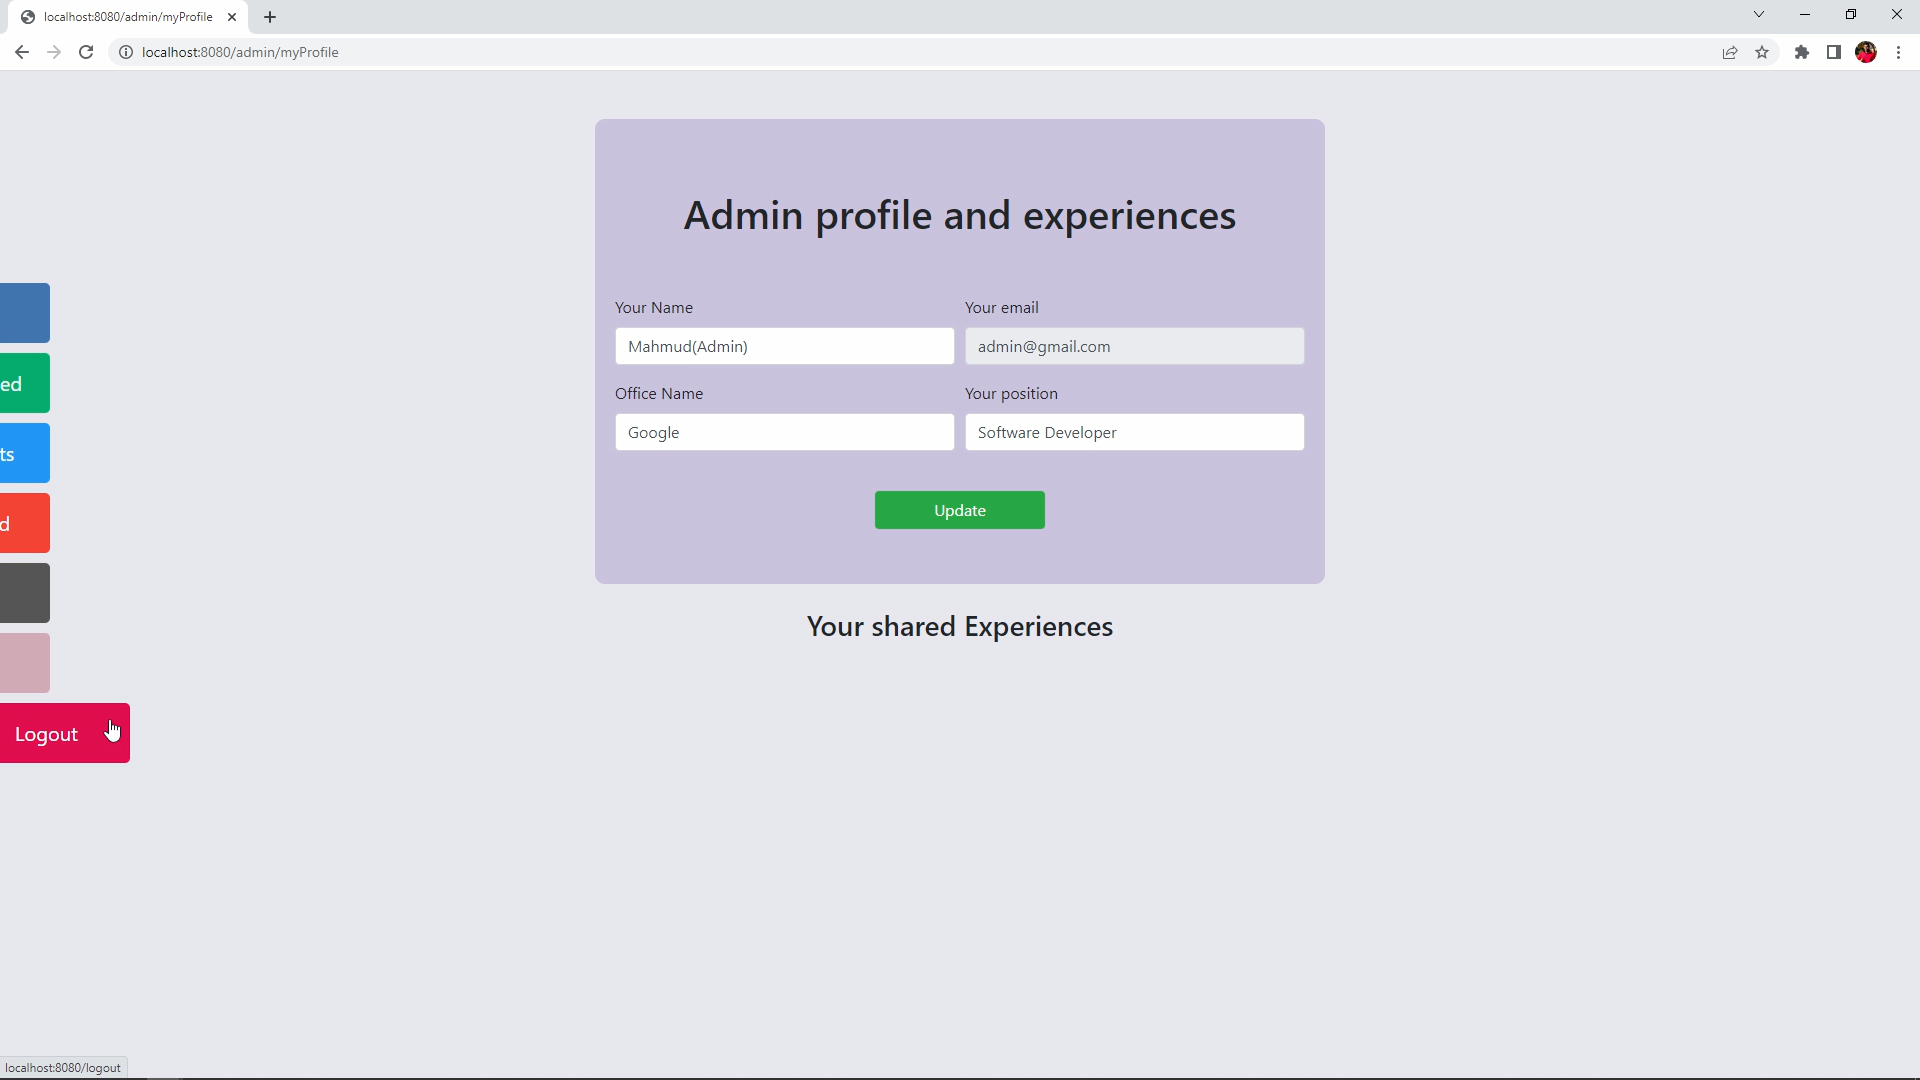 localhost:8080/admin/myProfile
localhost:8080/admin/myProfile
Admin profile and experiences
Your Name
Your email
Mahmud(Admin)
admin@gmail.com
Office Name
Your position
Google
Software Developer
Update
Your shared Experiences
ed
ts
d
Logout
localhost:8080/logout